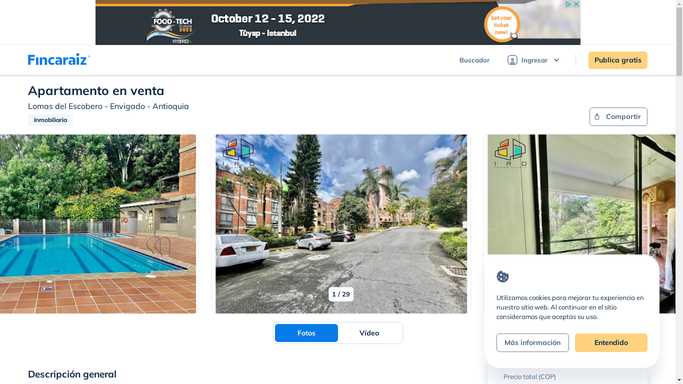 FOOD-TECH
October 12 - 15, 2022
Tüyap - Istanbul
Get your
ticket
now!
Fincaraiz
Buscador
Ingresar
Publica gratis
Apartamento en venta
Lomas del Escobero - Envigado - Antioquia
Inmobiliaria
Compartir
1 / 29
Fotos
Vídeo
Utilizamos cookies para mejorar tu experiencia en
nuestro sitio web. Al continuar en el sitio
consideramos que aceptas su uso.
Más información
Entendido
Descripción general
Precio total (COP)